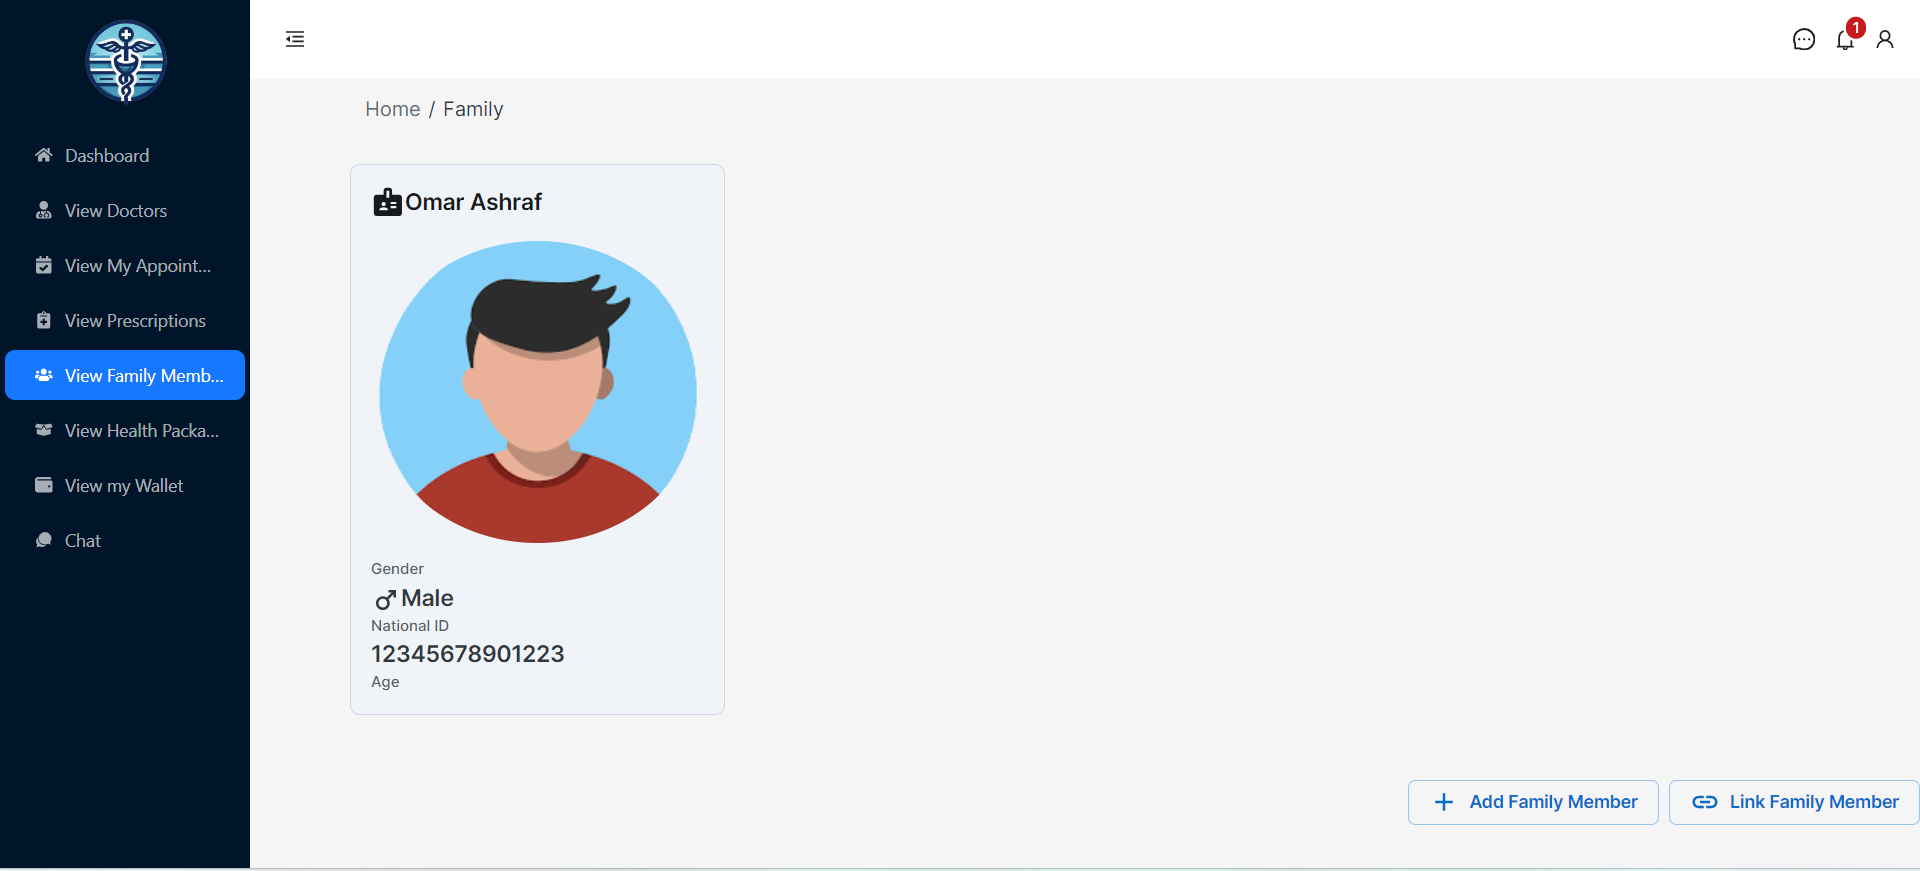 Dashboard
View Doctors
View My Appoint...
View Prescriptions
View Family Memb...
View Health Packa...
View my Wallet
Chat
1
Home / Family
Omar Ashraf
Gender
Male
National ID
12345678901223
Age
Add Family Member
Link Family Member